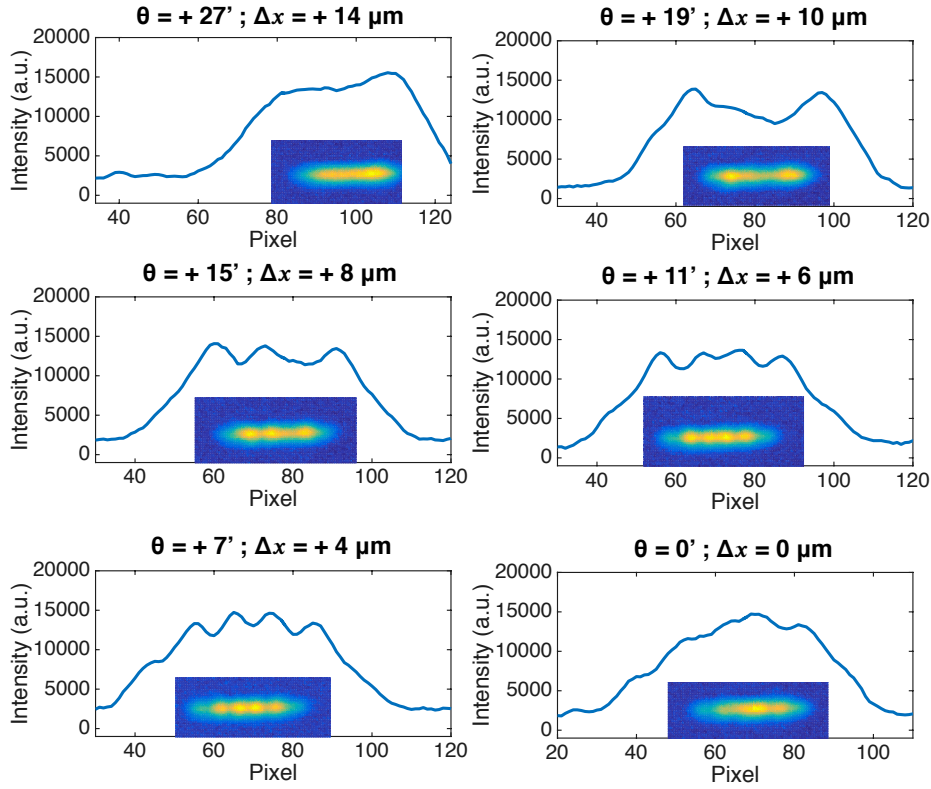 θ = + 27' ; Δx = + 14 µm
20000
15000
10000
5000
0
Intensity (a.u.)
40 60 80 100 120
Pixel
θ = + 19' ; Δx = + 10 µm
20000
15000
10000
5000
0
Intensity (a.u.)
40 60 80 100 120
Pixel
θ = + 15' ; Δx = + 8 µm
20000
15000
10000
5000
0
Intensity (a.u.)
40 60 80 100 120
Pixel
θ = + 11' ; Δx = + 6 µm
20000
15000
10000
5000
0
Intensity (a.u.)
40 60 80 100 120
Pixel
θ = + 7' ; Δx = + 4 µm
20000
15000
10000
5000
0
Intensity (a.u.)
40 60 80 100 120
Pixel
θ = 0' ; Δx = 0 µm
20000
15000
10000
5000
0
Intensity (a.u.)
20 40 60 80 100
Pixel